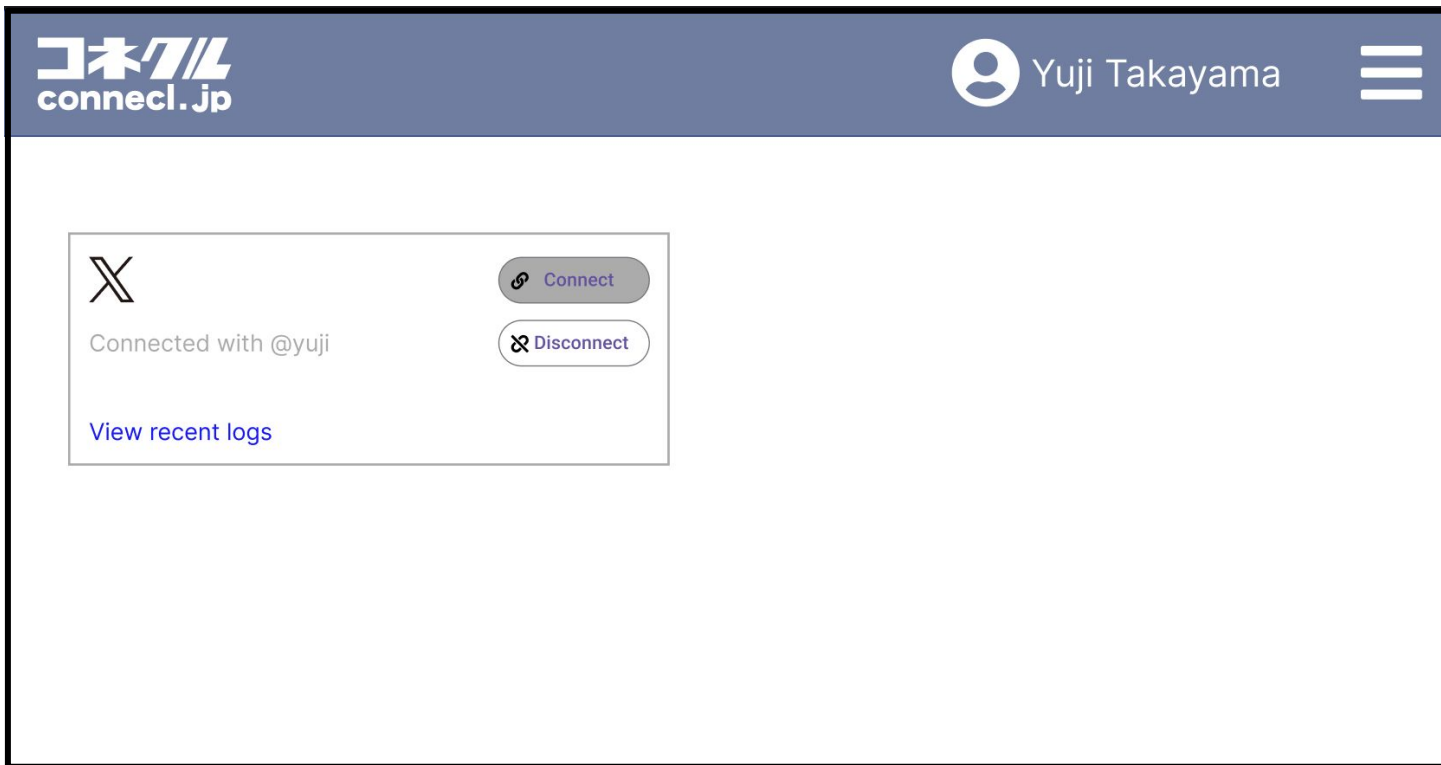 コネクル
connecl.jp
Yuji Takayama
Connect
Connected with @yuji
Disconnect
View recent logs